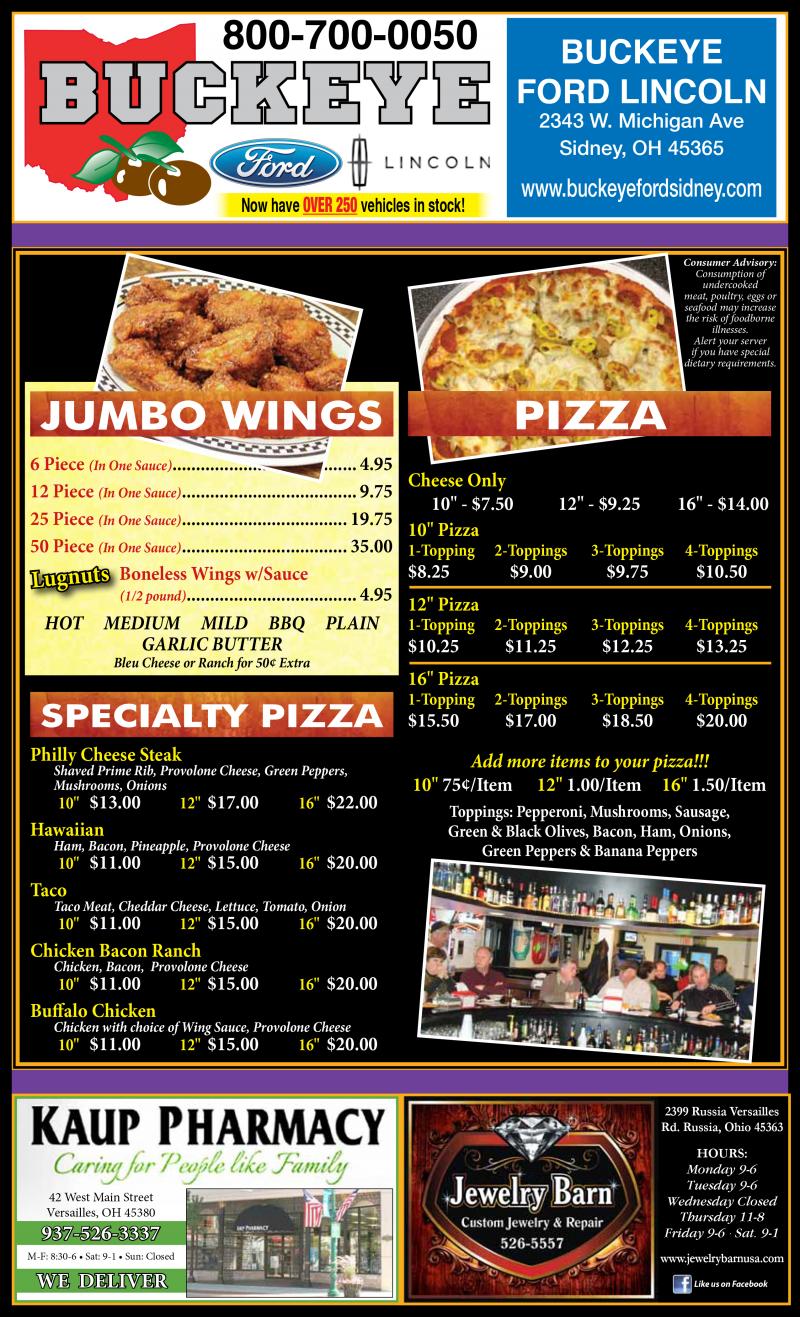 800-700-0050
BUCKEYE
Ford
LINCOLN
Now have OVER 250 vehicles in stock!
BUCKEYE
FORD LINCOLN
2343 W. Michigan Ave
Sidney, OH 45365
www.buckeyefordsidney.com
Consumer Advisory:
Consumption of
undercooked
meat, poultry, eggs or
seafood may increase
the risk of foodborne
illnesses.
Alert your server
if you have special
dietary requirements.
JUMBO WINGS
6 Piece (In One Sauce)........................... 4.95
12 Piece (In One Sauce)........................................ 9.75
25 Piece (In One Sauce)...................................... 19.75
50 Piece (In One Sauce)...................................... 35.00
Lugnuts Boneless Wings w/Sauce
(1/2 pound)....................................... 4.95
HOT MEDIUM MILD BBQ PLAIN
GARLIC BUTTER
Bleu Cheese or Ranch for 50¢ Extra
SPECIALTY PIZZA
Philly Cheese Steak
Shaved Prime Rib, Provolone Cheese, Green Peppers,
Mushrooms, Onions
10" $13.00 12" $17.00 16" $22.00
Hawaiian
Ham, Bacon, Pineapple, Provolone Cheese
10" $11.00 12" $15.00 16" $20.00
Taco
Taco Meat, Cheddar Cheese, Lettuce, Tomato, Onion
10" $11.00 12" $15.00 16" $20.00
Chicken Bacon Ranch
Chicken, Bacon, Provolone Cheese
10" $11.00 12" $15.00 16" $20.00
Buffalo Chicken
Chicken with choice of Wing Sauce, Provolone Cheese
10" $11.00 12" $15.00 16" $20.00
PIZZA
Cheese Only
10" - $7.50 12" - $9.25 16" - $14.00
10" Pizza
1-Topping 2-Toppings 3-Toppings 4-Toppings
$8.25 $9.00 $9.75 $10.50
12" Pizza
1-Topping 2-Toppings 3-Toppings 4-Toppings
$10.25 $11.25 $12.25 $13.25
16" Pizza
1-Topping 2-Toppings 3-Toppings 4-Toppings
$15.50 $17.00 $18.50 $20.00
Add more items to your pizza!!!
10" 75¢/Item 12" 1.00/Item 16" 1.50/Item
Toppings: Pepperoni, Mushrooms, Sausage,
Green & Black Olives, Bacon, Ham, Onions,
Green Peppers & Banana Peppers
KAUP PHARMACY
Caring for People like Family
42 West Main Street
Versailles, OH 45380
937-526-3337
M-F: 8:30-6 • Sat: 9-1 • Sun: Closed
WE DELIVER
KAUP PHARMACY
Jewelry Barn
Custom Jewelry & Repair
526-5557
2399 Russia Versailles
Rd. Russia, Ohio 45363
HOURS:
Monday 9-6
Tuesday 9-6
Wednesday Closed
Thursday 11-8
Friday 9-6 · Sat. 9-1
www.jewelrybarnusa.com
f Like us on Facebook